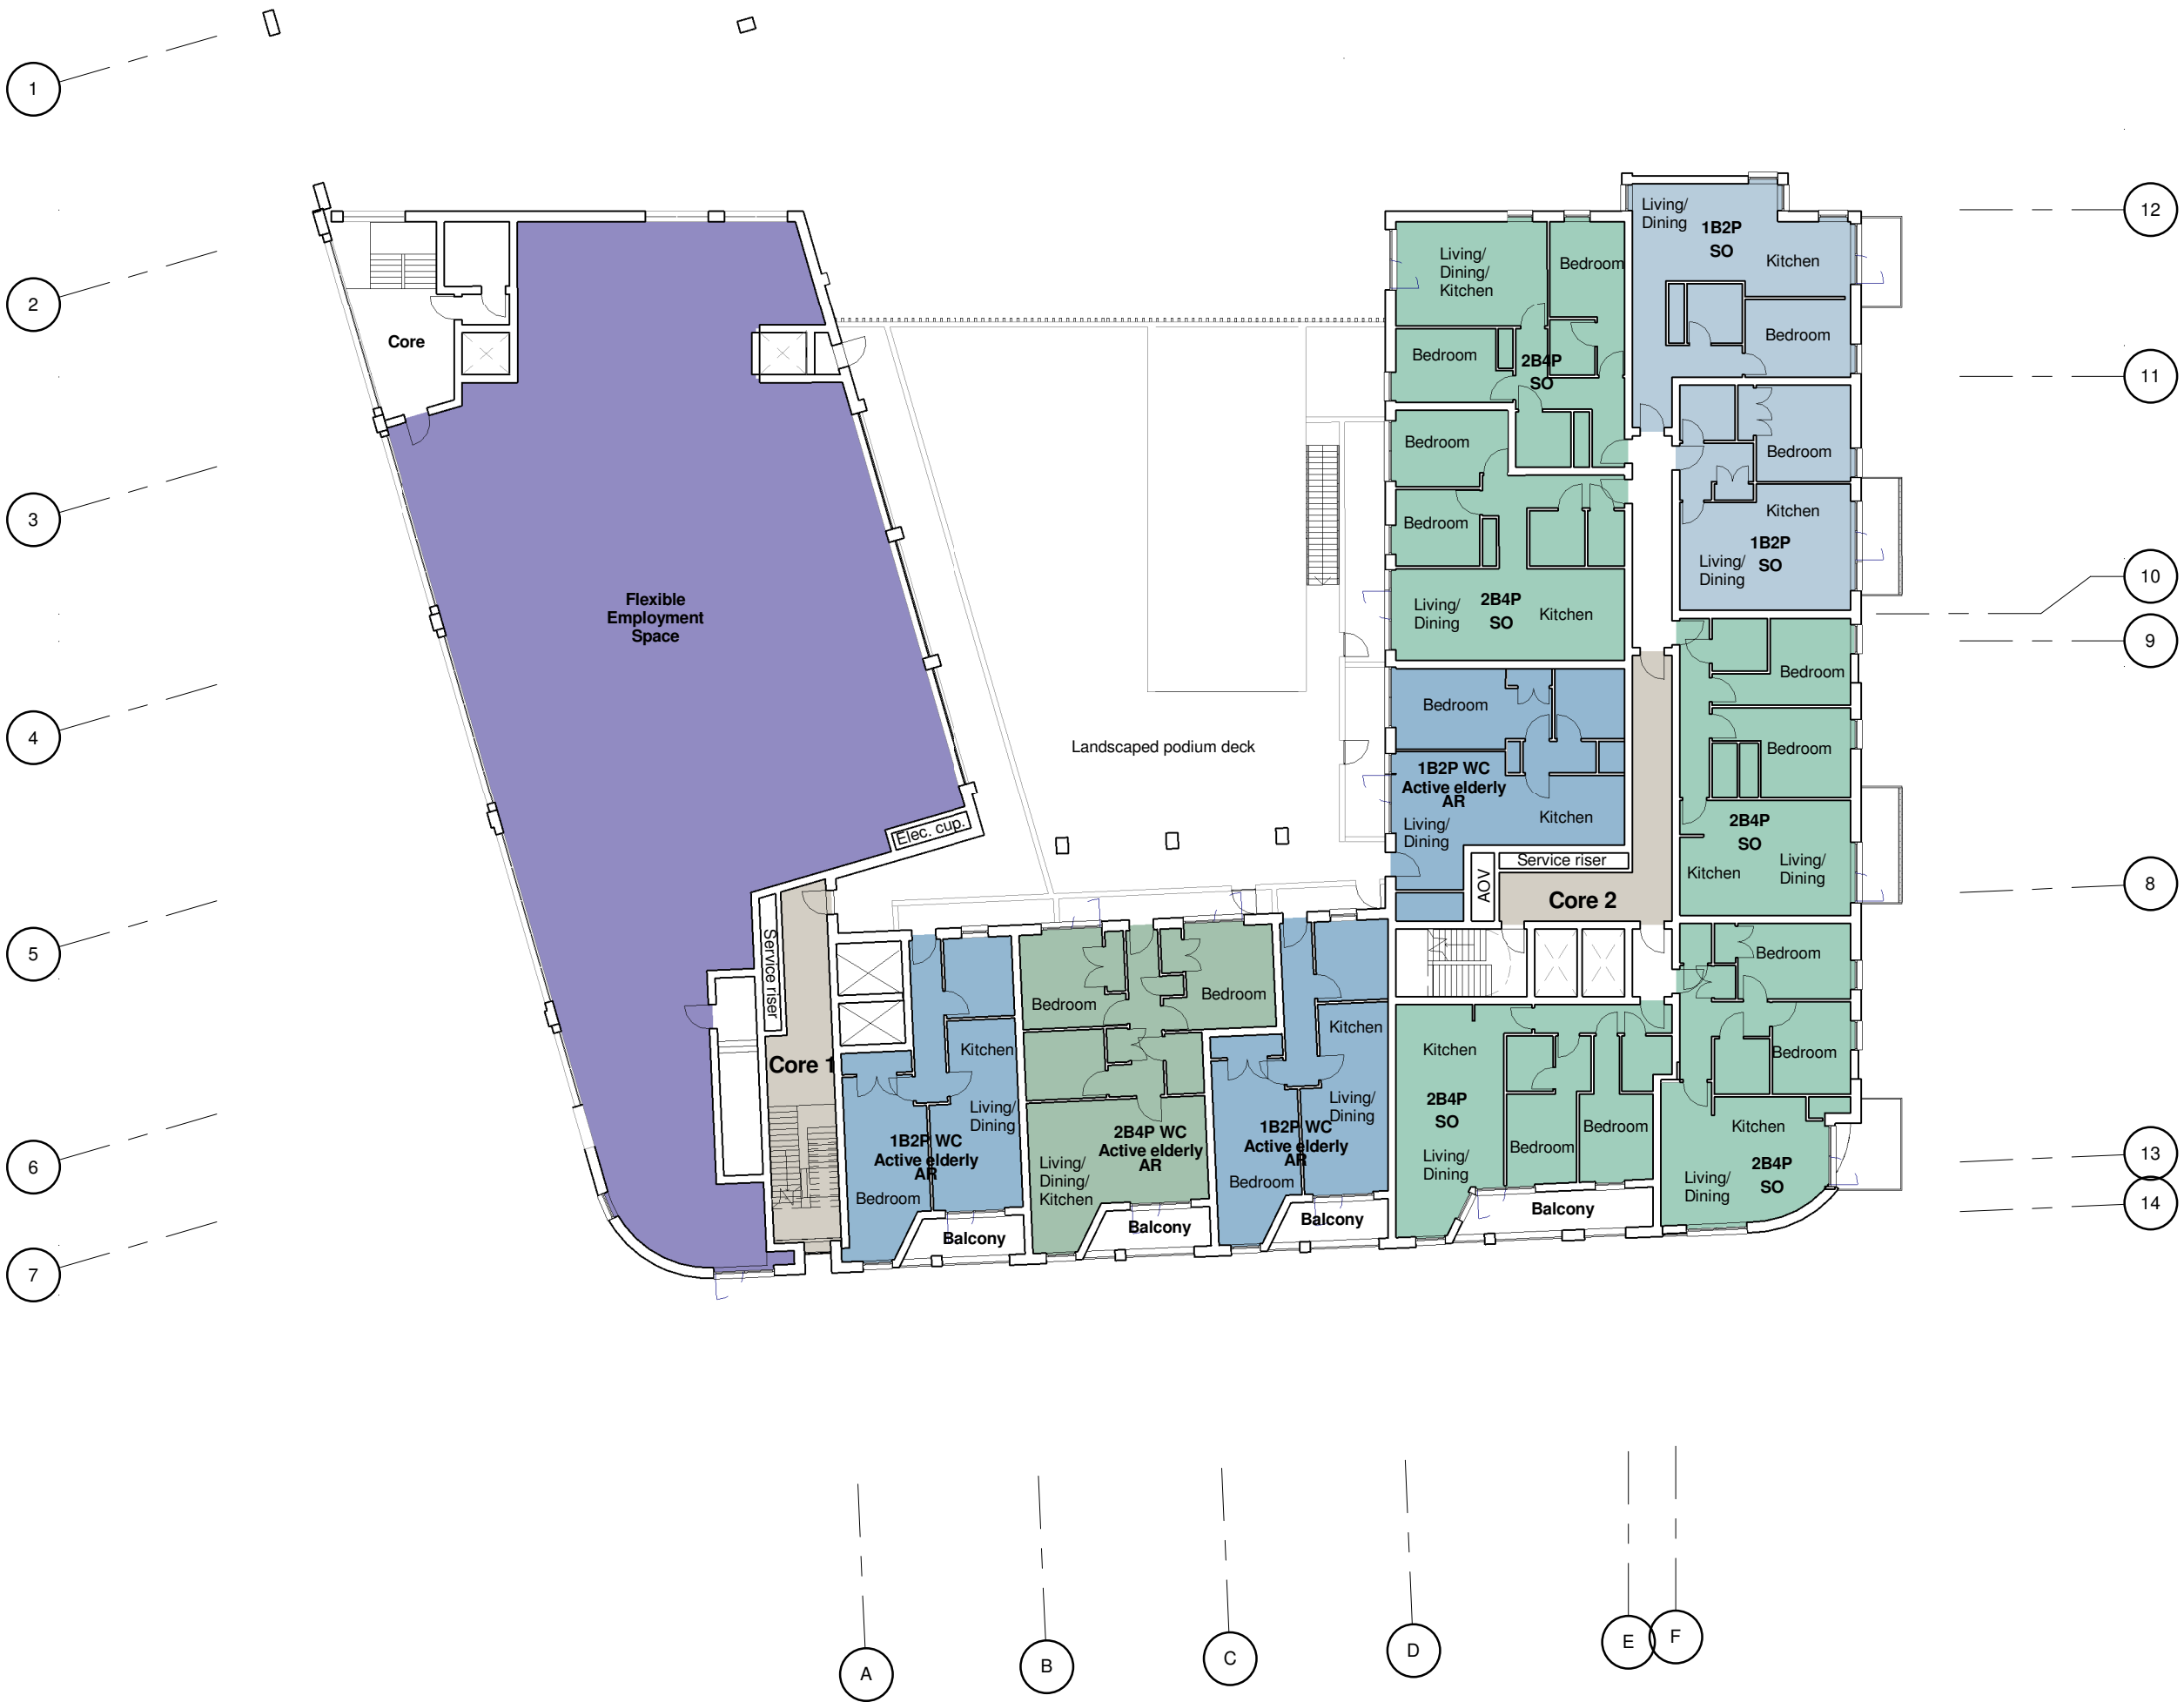 1
2
3
4
5
6
7
12
11
10
9
8
13
14
A
B
C
D
E
F
Core
Flexible
Employment
Space
Elec. cup.
Service riser
Core 1
Landscaped podium deck
Living/
Dining/
Kitchen
Bedroom
Bedroom
2B4P
SO
Living/
Dining
1B2P
SO
Kitchen
Bedroom
Bedroom
Kitchen
1B2P
SO
Living/
Dining
Bedroom
Bedroom
2B4P
SO
Living/
Dining
Kitchen
Bedroom
1B2P WC
Active elderly
AR
Living/
Dining
Kitchen
Service riser
AOV
Core 2
Bedroom
Bedroom
2B4P
SO
Kitchen
Living/
Dining
Bedroom
Bedroom
Kitchen
Living/
Dining
2B4P
SO
Kitchen
2B4P
SO
Living/
Dining
Bedroom
Bedroom
Balcony
Kitchen
Living/
Dining
1B2P WC
Active elderly
AR
Bedroom
Balcony
Bedroom
Bedroom
2B4P WC
Active elderly
AR
Living/
Dining/
Kitchen
Balcony
Kitchen
Living/
Dining
1B2P WC
Active elderly
AR
Bedroom
Balcony